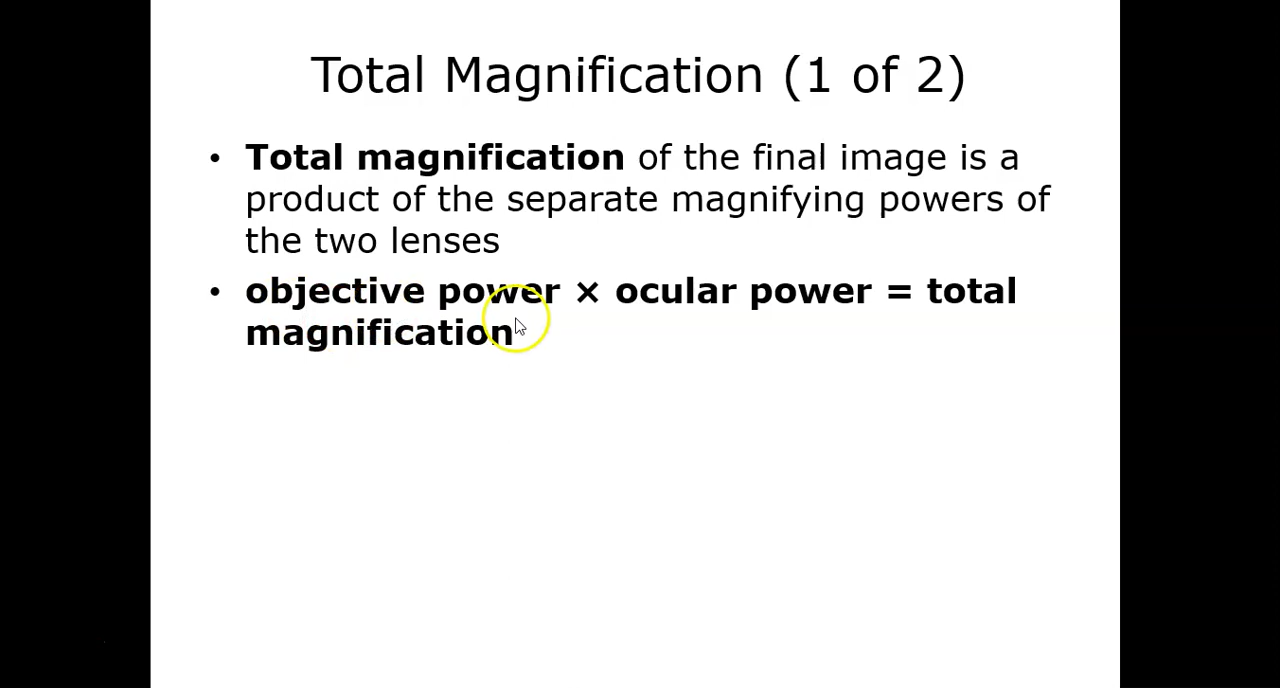 Total Magnification (1 of 2)
• Total magnification of the final image is a
product of the separate magnifying powers of
the two lenses
• objective power × ocular power = total
magnification